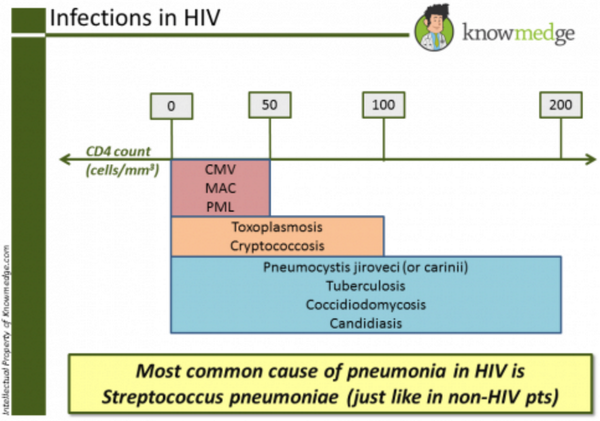 Infections in HIV
knowmedge
0
50
100
200
CD4 count
(cells/mm³)
CMV
MAC
PML
Toxoplasmosis
Cryptococcosis
Pneumocystis jiroveci (or carinii)
Tuberculosis
Coccidiodomycosis
Candidiasis
Most common cause of pneumonia in HIV is
Streptococcus pneumoniae (just like in non-HIV pts)
Intellectual Property of Knowmedge.com